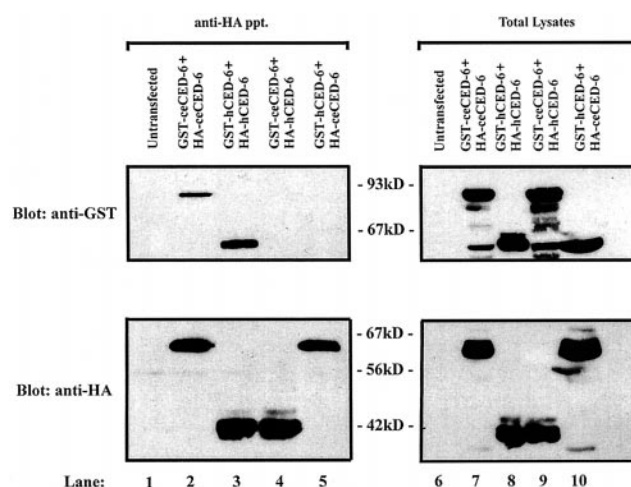 anti-HA ppt.
Total Lysates
Untransfected
GST-ceCED-6+
HA-ceCED-6
GST-hCED-6+
HA-hCED-6
GST-ceCED-6+
HA-hCED-6
GST-hCED-6+
HA-ceCED-6
Untransfected
GST-ceCED-6+
HA-ceCED-6
GST-hCED-6+
HA-hCED-6
GST-ceCED-6+
HA-hCED-6
GST-hCED-6+
HA-ceCED-6
Blot: anti-GST
- 93kD -
- 67kD -
Blot: anti-HA
- 67kD -
- 56kD -
- 42kD -
Lane: 1 2 3 4 5 6 7 8 9 10